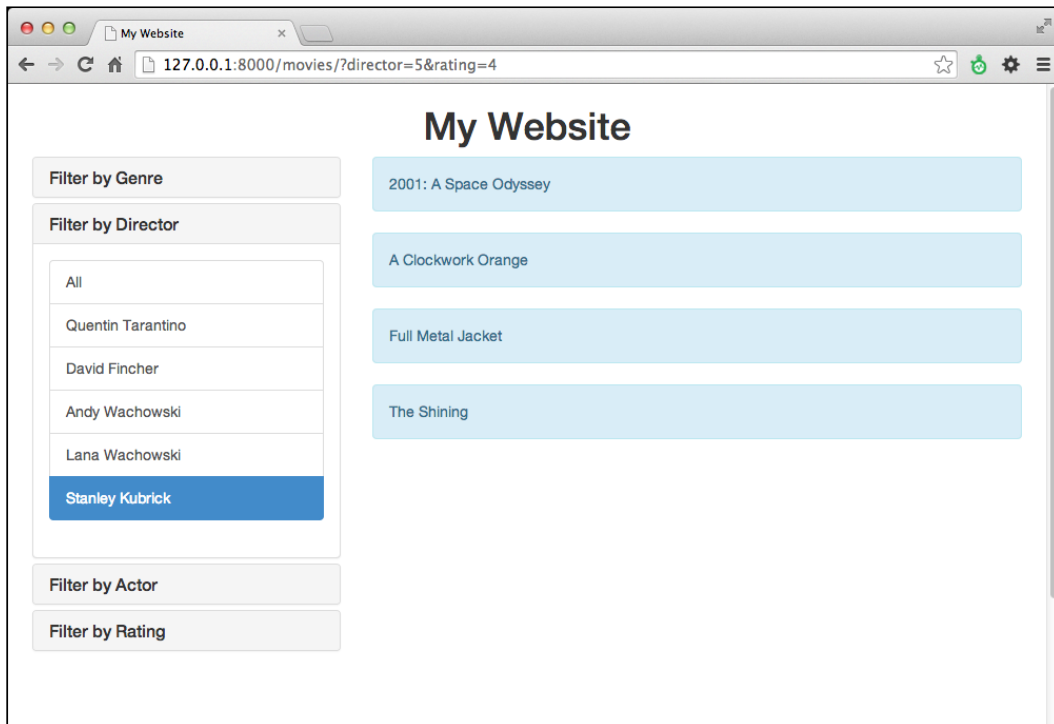 My Website
127.0.0.1:8000/movies/?director=5&rating=4
My Website
Filter by Genre
Filter by Director
All
Quentin Tarantino
David Fincher
Andy Wachowski
Lana Wachowski
Stanley Kubrick
Filter by Actor
Filter by Rating
2001: A Space Odyssey
A Clockwork Orange
Full Metal Jacket
The Shining